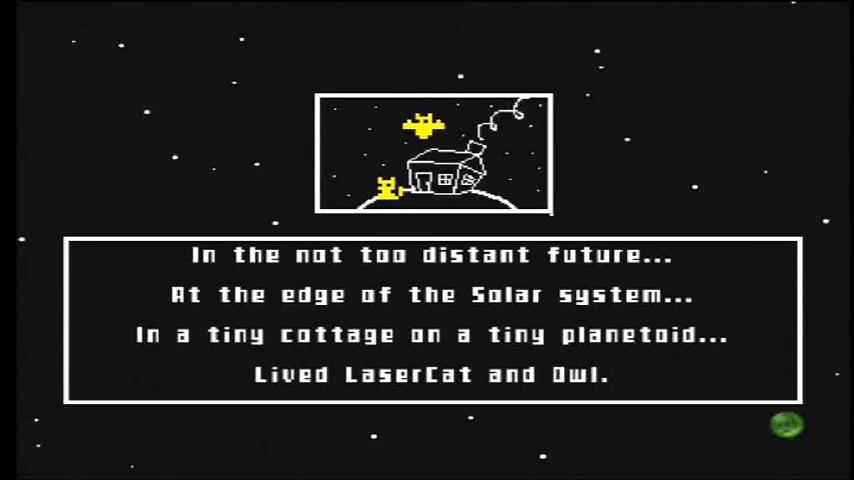 In the not too distant future...
At the edge of the Solar system...
In a tiny cottage on a tiny planetoid...
Lived LaserCat and Owl.